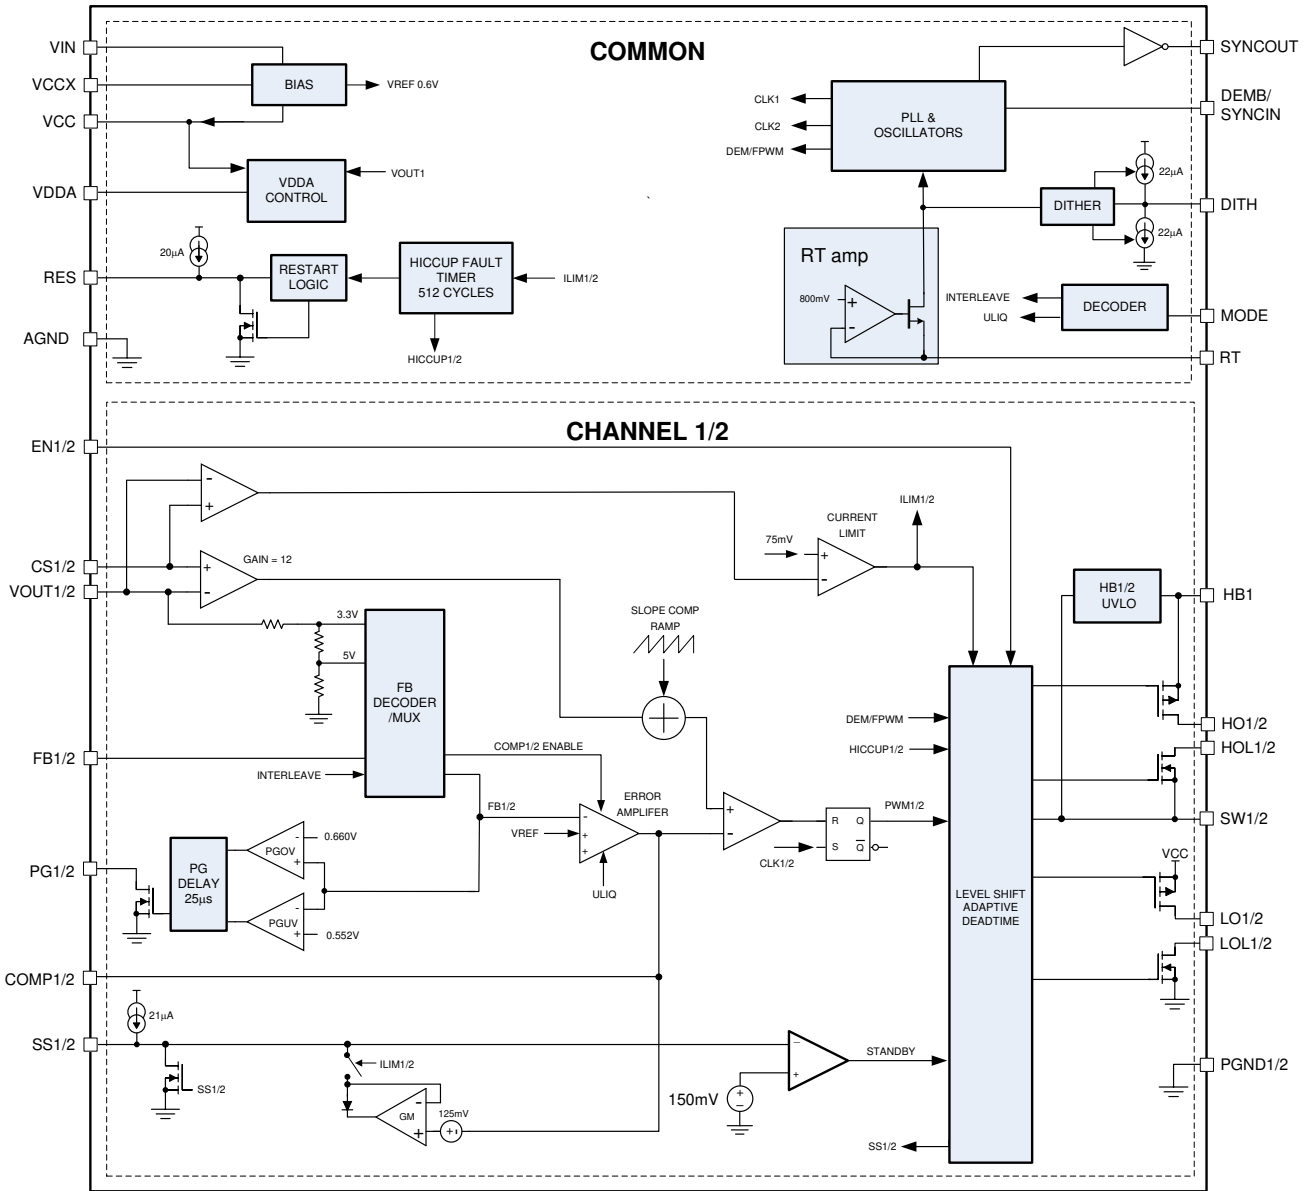 COMMON
VIN
VCCX
VCC
VDDA
RES
AGND
BIAS
VREF 0.6V
VDDA
CONTROL
VOUT1
20µA
RESTART
LOGIC
HICCUP FAULT
TIMER
512 CYCLES
ILIM1/2
HICCUP1/2
PLL &
OSCILLATORS
CLK1
CLK2
DEM/FPWM
SYNCOUT
DEMB/
SYNCIN
DITHER
22µA
22µA
DITH
RT amp
800mV
+
-
INTERLEAVE
ULIQ
DECODER
MODE
RT
CHANNEL 1/2
EN1/2
-
+
CS1/2
VOUT1/2
+
-
GAIN = 12
3.3V
5V
FB
DECODER
/MUX
FB1/2
INTERLEAVE
COMP1/2 ENABLE
FB1/2
SLOPE COMP
RAMP
75mV
+
-
CURRENT
LIMIT
ILIM1/2
HB1/2
UVLO
HB1
HO1/2
HOL1/2
SW1/2
VCC
LO1/2
LOL1/2
PGND1/2
DEM/FPWM
HICCUP1/2
ERROR
AMPLIFER
VREF
-
+
+
ULIQ
+
-
R Q
S Q
PWM1/2
CLK1/2
LEVEL SHIFT
ADAPTIVE
DEADTIME
PG1/2
PG
DELAY
25µs
PGOV
-
+
0.660V
PGUV
-
+
0.552V
COMP1/2
21µA
SS1/2
SS1/2
ILIM1/2
GM
-
+
125mV
+ -
150mV
+
-
-
+
STANDBY
SS1/2